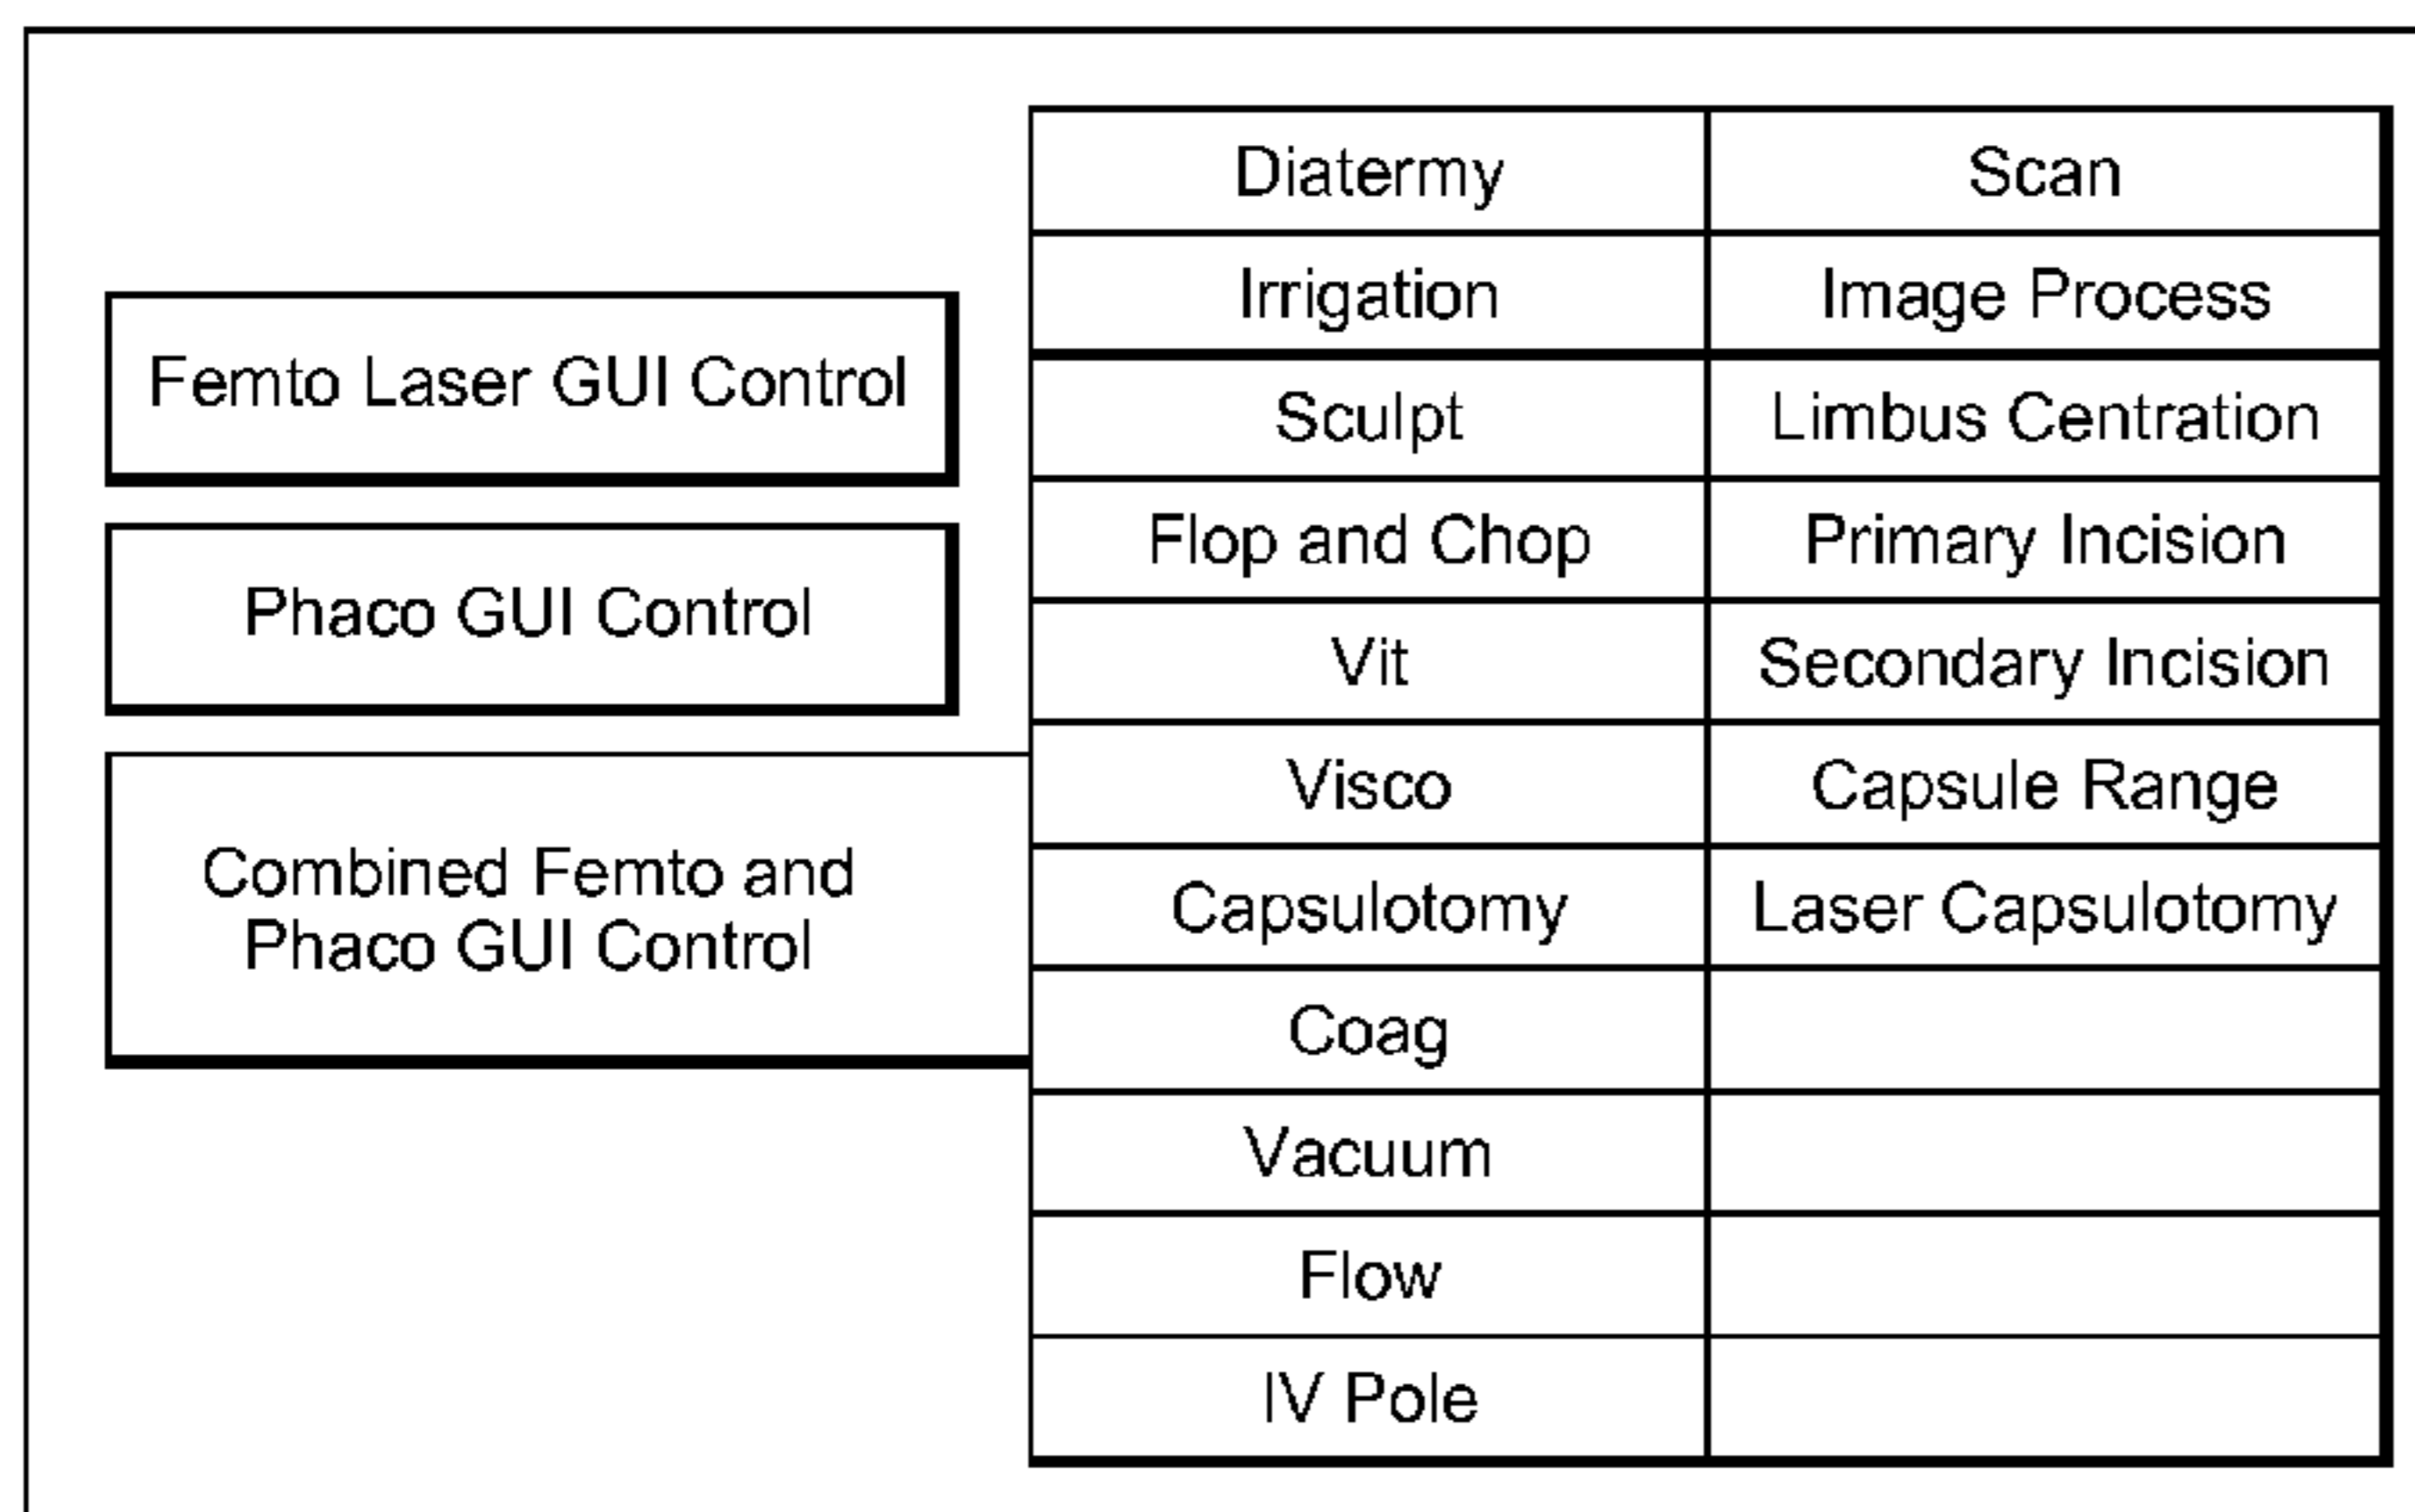 Femto Laser GUI Control
Phaco GUI Control
Combined Femto and
Phaco GUI Control
Diatermy Scan
Irrigation Image Process
Sculpt Limbus Centration
Flop and Chop Primary Incision
Vit Secondary Incision
Visco Capsule Range
Capsulotomy Laser Capsulotomy
Coag
Vacuum
Flow
IV Pole